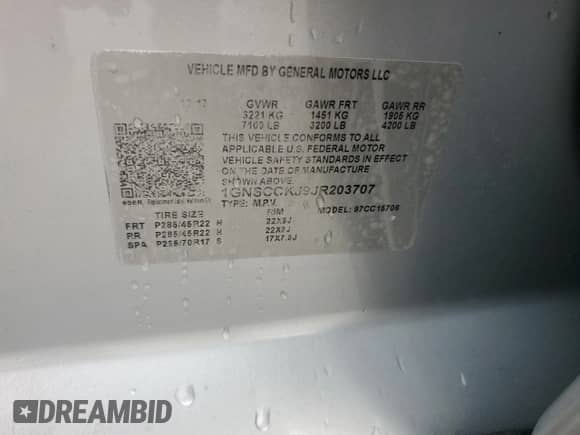 VEHICLE MFD BY GENERAL MOTORS LLC
12 17 GVWR GAWR FRT GAWR RR
3221 KG 1451 KG 1905 KG
7100 LB 3200 LB 4200 LB
THIS VEHICLE CONFORMS TO ALL
APPLICABLE U.S. FEDERAL MOTOR
VEHICLE SAFETY STANDARDS IN EFFECT
ON THE DATE OF MANUFACTURE
SHOWN ABOVE.
1GNSCCKJ9JR203707
TYPE: M.P.V. 97CC15706
TIRE SIZE RIM
FRT P285/45R22 H 22X9J
RR P285/45R22 H 22X9J
SPA 17X7.5J
DREAMBID